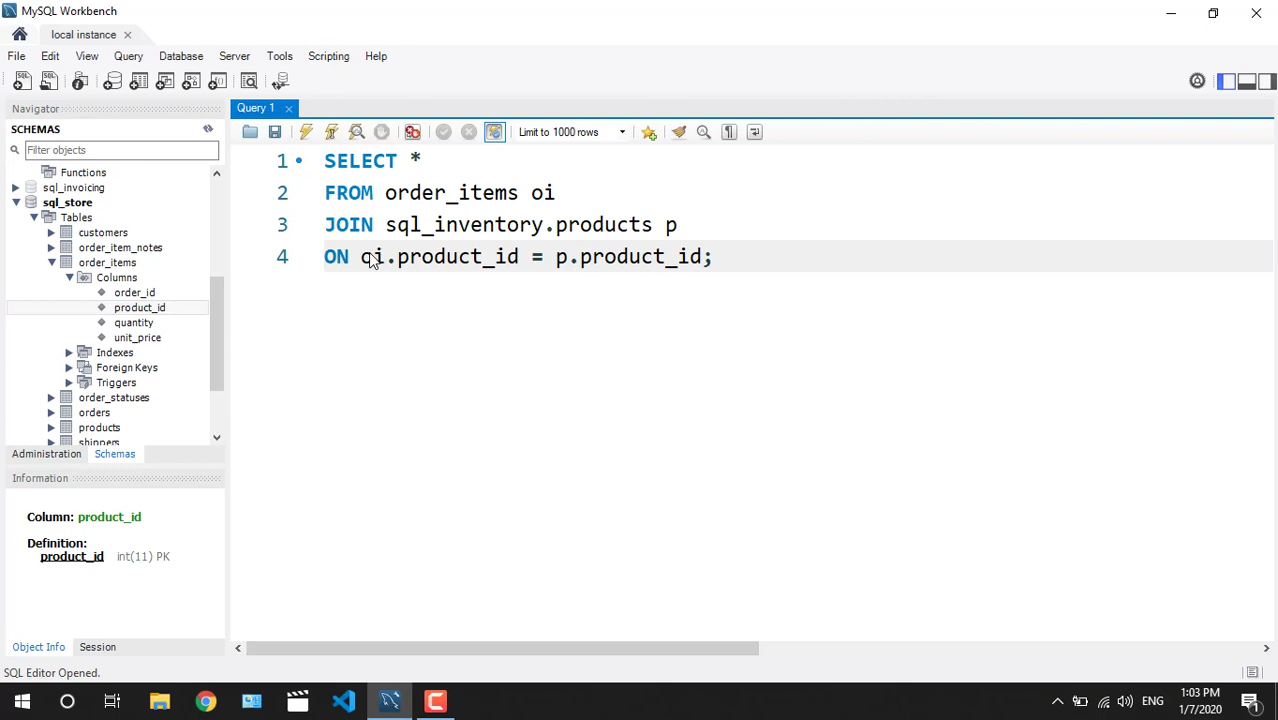 MySQL Workbench
local instance
File Edit View Query Database Server Tools Scripting Help
Navigator
SCHEMAS
Filter objects
Functions
sql_invoicing
sql_store
Tables
customers
order_item_notes
order_items
Columns
order_id
product_id
quantity
unit_price
Indexes
Foreign Keys
Triggers
order_statuses
orders
products
shippers
Administration Schemas
Information
Column: product_id
Definition:
product_id int(11) PK
Object Info Session
SQL Editor Opened.
Query 1
Limit to 1000 rows
1 SELECT *
2 FROM order_items oi
3 JOIN sql_inventory.products p
4 ON oi.product_id = p.product_id;
ENG
1:03 PM
1/7/2020
1